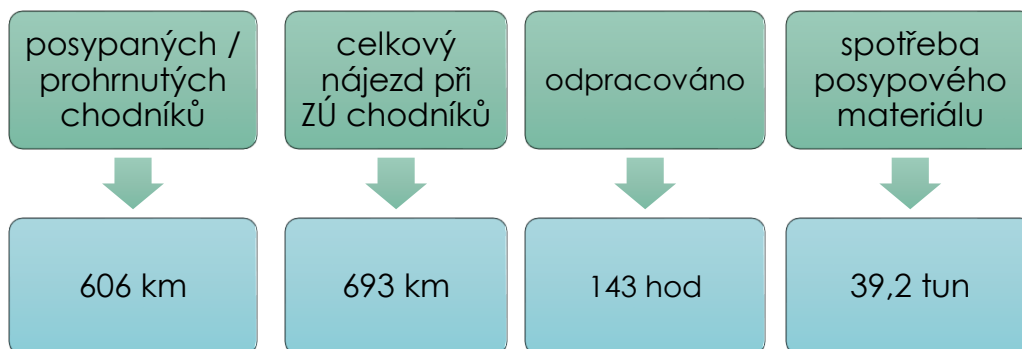 posypaných /
prohrnutých
chodníků
celkový
nájezd při
ZÚ chodníků
odpracováno
spotřeba
posypového
materiálu
606 km
693 km
143 hod
39,2 tun